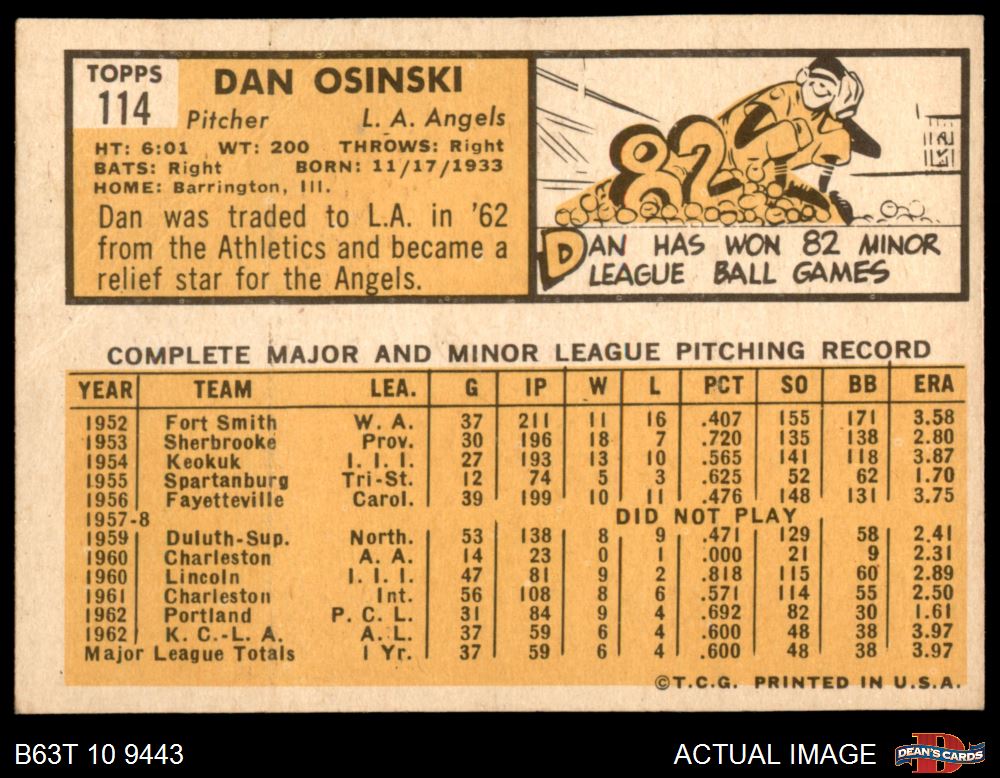 TOPPS
114
DAN OSINSKI
Pitcher L. A. Angels
HT: 6:01 WT: 200 THROWS: Right
BATS: Right BORN: 11/17/1933
HOME: Barrington, Ill.
Dan was traded to L.A. in '62
from the Athletics and became a
relief star for the Angels.
82
DAN HAS WON 82 MINOR
LEAGUE BALL GAMES
COMPLETE MAJOR AND MINOR LEAGUE PITCHING RECORD
YEAR TEAM LEA. G IP W L PCT SO BB ERA
1952 Fort Smith W. A. 37 211 11 16 .407 155 171 3.58
1953 Sherbrooke Prov. 30 196 18 7 .720 135 138 2.80
1954 Keokuk I. I. I. 27 193 13 10 .565 141 118 3.87
1955 Spartanburg Tri-St. 12 74 5 3 .625 52 62 1.70
1956 Fayetteville Carol. 39 199 10 11 .476 148 131 3.75
1957-8 DID NOT PLAY
1959 Duluth-Sup. North. 53 138 8 9 .471 129 58 2.41
1960 Charleston A. A. 14 23 0 1 .000 21 9 2.31
1960 Lincoln I. I. I. 47 81 9 2 .818 115 60 2.89
1961 Charleston Int. 56 108 8 6 .571 114 55 2.50
1962 Portland P. C. L. 31 84 9 4 .692 82 30 1.61
1962 K. C.-L. A. A. L. 37 59 6 4 .600 48 38 3.97
Major League Totals 1 Yr. 37 59 6 4 .600 48 38 3.97
©T.C.G. PRINTED IN U.S.A.
B63T 10 9443 ACTUAL IMAGE DEAN'S CARDS